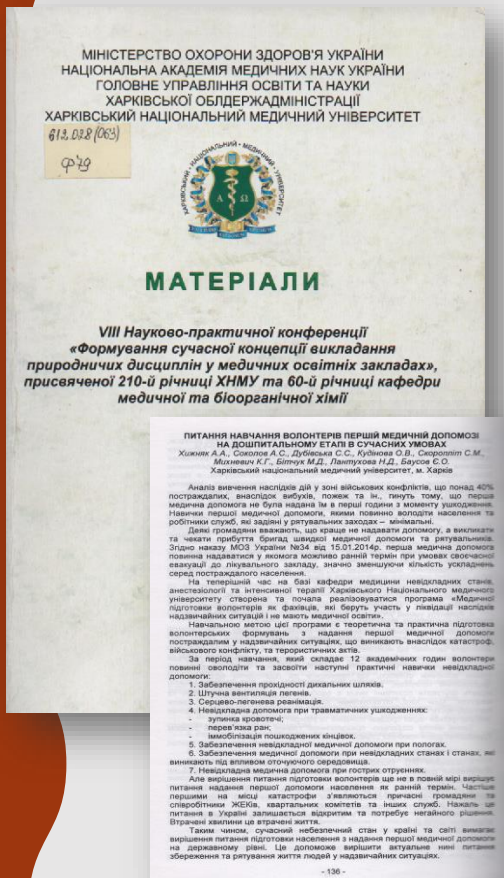 МІНІСТЕРСТВО ОХОРОНИ ЗДОРОВ'Я УКРАЇНИ
НАЦІОНАЛЬНА АКАДЕМІЯ МЕДИЧНИХ НАУК УКРАЇНИ
ГОЛОВНЕ УПРАВЛІННЯ ОСВІТИ ТА НАУКИ
ХАРКІВСЬКОЇ ОБЛДЕРЖАДМІНІСТРАЦІЇ
ХАРКІВСЬКИЙ НАЦІОНАЛЬНИЙ МЕДИЧНИЙ УНІВЕРСИТЕТ
612.028(063)
Ф79
ХАРКІВСЬКИЙ • НАЦІОНАЛЬНИЙ • МЕДИЧНИЙ • УНІВЕРСИТЕТ
А Ω
МАТЕРІАЛИ
VIII Науково-практичної конференції
«Формування сучасної концепції викладання
природничих дисциплін у медичних освітніх закладах»,
присвяченої 210-й річниці ХНМУ та 60-й річниці кафедри
медичної та біоорганічної хімії
ПИТАННЯ НАВЧАННЯ ВОЛОНТЕРІВ ПЕРШІЙ МЕДИЧНІЙ ДОПОМОЗІ
НА ДОШПИТАЛЬНОМУ ЕТАПІ В СУЧАСНИХ УМОВАХ
Хижняк А.А., Соколов А.С., Дубівська С.С., Кудінова О.В., Скоропліт С.М.,
Михневич К.Г., Бітчук М.Д., Лантухова Н.Д., Баусов Є.О.
Харківський національний медичний університет, м. Харків
Аналіз вивчення наслідків дій у зоні військових конфліктів, що понад 40%
постраждалих, внаслідок вибухів, пожеж та ін., гинуть тому, що перша
медична допомога не була надана їм в перші години з моменту ушкодження.
Навички першої медичної допомоги, якими повинно володіти населення та
робітники служб, які задіяні у рятувальних заходах – мінімальні.
Деякі громадяни вважають, що краще не надавати допомогу, а викликати
та чекати прибуття бригад швидкої медичної допомоги та рятувальників.
Згідно наказу МОЗ України №34 від 15.01.2014р. перша медична допомога
повинна надаватися у якомога можливо ранній термін при умовах своєчасної
евакуації до лікувального закладу, значно зменшуючи кількість ускладнень
серед постраждалого населення.
На теперішній час на базі кафедри медицини невідкладних станів,
анестезіології та інтенсивної терапії Харківського Національного медичного
університету створена та почала реалізовуватися програма «Медичної
підготовки волонтерів як фахівців, які беруть участь у ліквідації наслідків
надзвичайних ситуацій і не мають медичної освіти».
Навчальною метою цієї програми є теоретична та практична підготовка
волонтерських формувань з надання першої медичної допомоги
постраждалим у надзвичайних ситуаціях, що виникають внаслідок катастроф,
військового конфлікту, та терористичних актів.
За період навчання, який складає 12 академічних годин волонтери
повинні оволодіти та засвоїти наступні практичні навички невідкладної
допомоги:
1. Забезпечення прохідності дихальних шляхів.
2. Штучна вентиляція легенів.
3. Серцево-легенева реанімація.
4. Невідкладна допомога при травматичних ушкодженнях:
- зупинка кровотечі;
- перев'язка ран;
- іммобілізація пошкоджених кінцівок.
5. Забезпечення невідкладної медичної допомоги при пологах.
6. Забезпечення медичної допомоги при невідкладних станах і станах, які
виникають під впливом оточуючого середовища.
7. Невідкладна медична допомога при гострих отруєннях.
Але вирішення питання підготовки волонтерів ще не в повній мірі вирішує
питання надання першої допомоги населення як ранній термін. Частіше
першими на місці катастрофи з'являються причасні громадяни та
співробітники ЖЕКів, квартальних комітетів та інших служб. Нажаль це
питання в Україні залишається відкритим та потребує негайного рішення.
Втрачені хвилини це втрачені життя.
Таким чином, сучасний небезпечний стан у країні та світі вимагає
вирішення питання підготовки населення з надання першої медичної допомоги
на державному рівні. Це допоможе вирішити актуальне нині питання
збереження та рятування життя людей у надзвичайних ситуаціях.
- 136 -